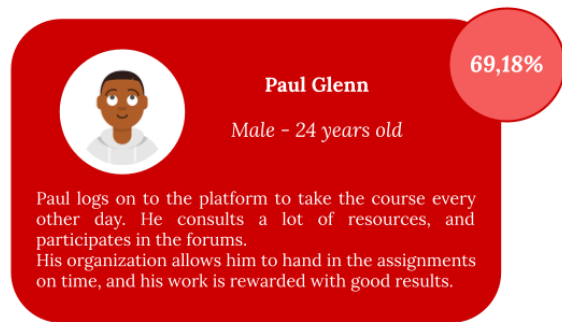 69,18%
Paul Glenn
Male - 24 years old
Paul logs on to the platform to take the course every
other day. He consults a lot of resources, and
participates in the forums.
His organization allows him to hand in the assignments
on time, and his work is rewarded with good results.